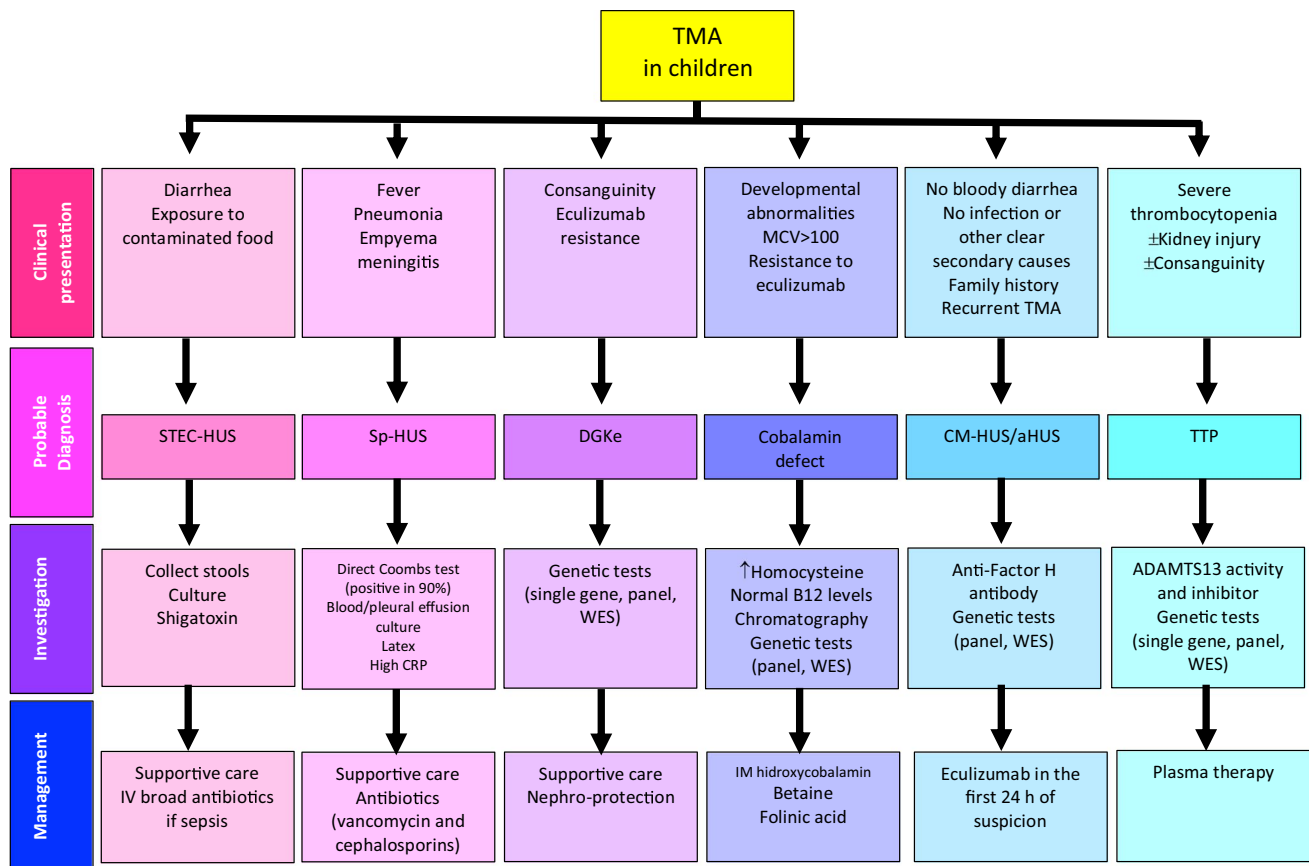 TMA
in children
Clinical
presentation
Diarrhea
Exposure to
contaminated food
Fever
Pneumonia
Empyema
meningitis
Consanguinity
Eculizumab
resistance
Developmental
abnormalities
MCV>100
Resistance to
eculizumab
No bloody diarrhea
No infection or
other clear
secondary causes
Family history
Recurrent TMA
Severe
thrombocytopenia
±Kidney injury
±Consanguinity
Probable
Diagnosis
STEC-HUS
Sp-HUS
DGKe
Cobalamin
defect
CM-HUS/aHUS
TTP
Investigation
Collect stools
Culture
Shigatoxin
Direct Coombs test
(positive in 90%)
Blood/pleural effusion
culture
Latex
High CRP
Genetic tests
(single gene, panel,
WES)
↑Homocysteine
Normal B12 levels
Chromatography
Genetic tests
(panel, WES)
Anti-Factor H
antibody
Genetic tests
(panel, WES)
ADAMTS13 activity
and inhibitor
Genetic tests
(single gene, panel,
WES)
Management
Supportive care
IV broad antibiotics
if sepsis
Supportive care
Antibiotics
(vancomycin and
cephalosporins)
Supportive care
Nephro-protection
IM hidroxycobalamin
Betaine
Folinic acid
Eculizumab in the
first 24 h of
suspicion
Plasma therapy